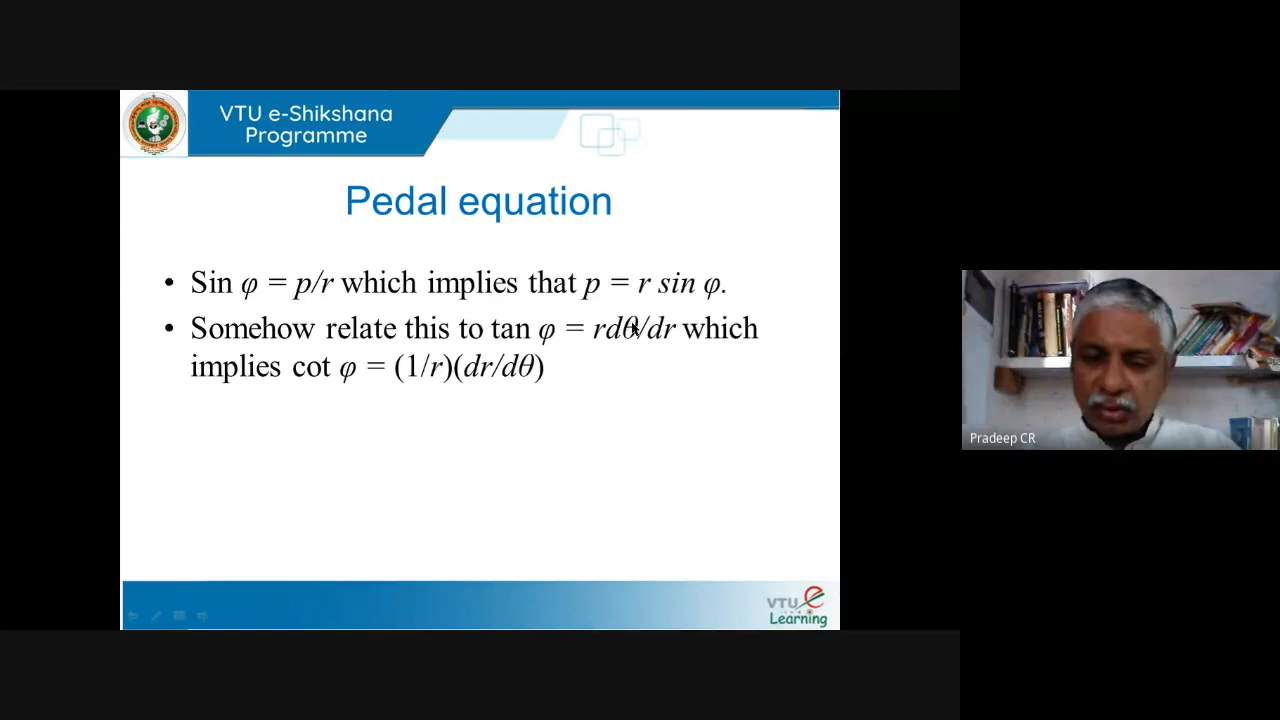 VTU e-Shikshana
Programme
Pedal equation
• Sin φ = p/r which implies that p = r sin φ.
• Somehow relate this to tan φ = rdθ/dr which
implies cot φ = (1/r)(dr/dθ)
Pradeep CR
VTU e
Learning